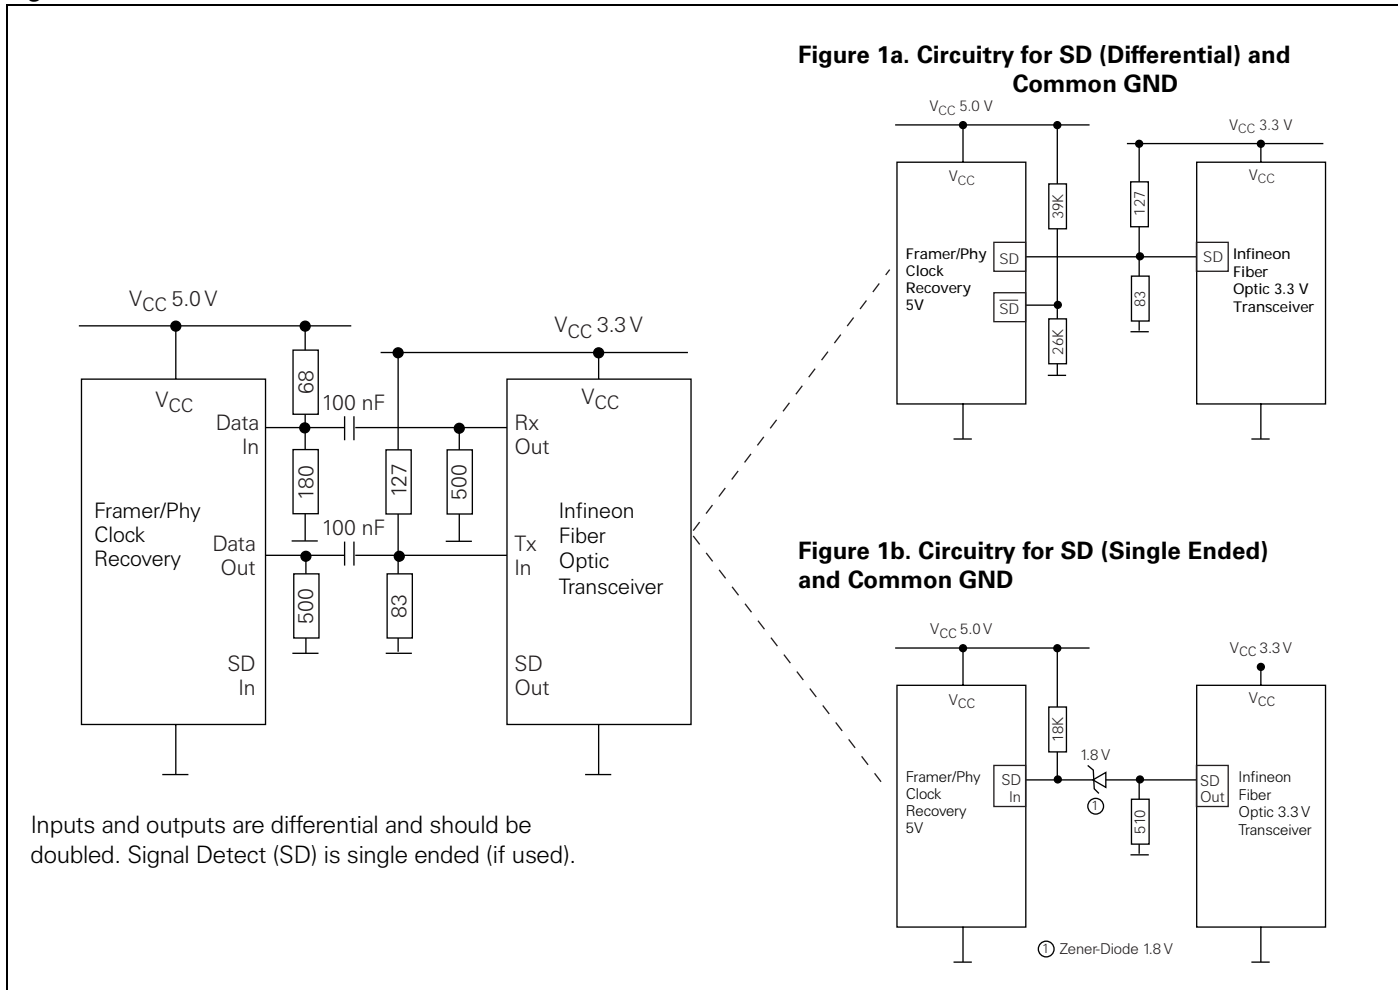 Figure 1a. Circuitry for SD (Differential) and
Common GND
VCC 5.0 V
VCC 3.3 V
VCC
VCC
39K
127
Framer/Phy
Clock
Recovery
5V
SD
SD
Infineon
Fiber
Optic 3.3 V
Transceiver
SD
26K
83
VCC 5.0 V
VCC 3.3 V
68
VCC
VCC
100 nF
Data
In
Rx
Out
180
127
500
Framer/Phy
Clock
Recovery
Infineon
Fiber
Optic
Transceiver
100 nF
Data
Out
Tx
In
500
83
SD
In
SD
Out
Inputs and outputs are differential and should be
doubled. Signal Detect (SD) is single ended (if used).
Figure 1b. Circuitry for SD (Single Ended)
and Common GND
VCC 5.0 V
VCC 3.3 V
VCC
VCC
18K
1.8 V
Framer/Phy
Clock
Recovery
5V
SD
In
1
510
SD
Out
Infineon
Fiber
Optic 3.3 V
Transceiver
1 Zener-Diode 1.8 V